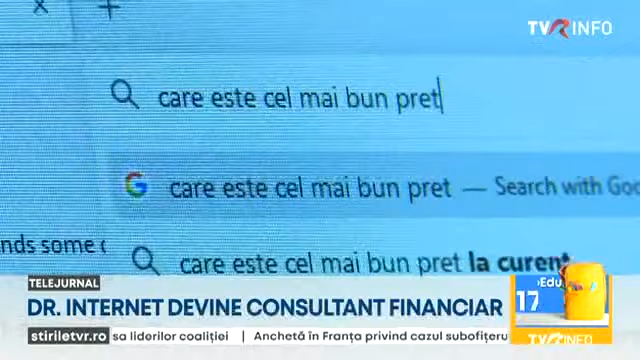 TVR INFO
care este cel mai bun pret
care este cel mai bun pret — Search with Goo
nds some c
care este cel mai bun pret la curent
TELEJURNAL
DR. INTERNET DEVINE CONSULTANT FINANCIAR
Edu
17
stiriletvr.ro sa liderilor coaliției | Anchetă în Franța privind cazul subofițeru
TVR INFO